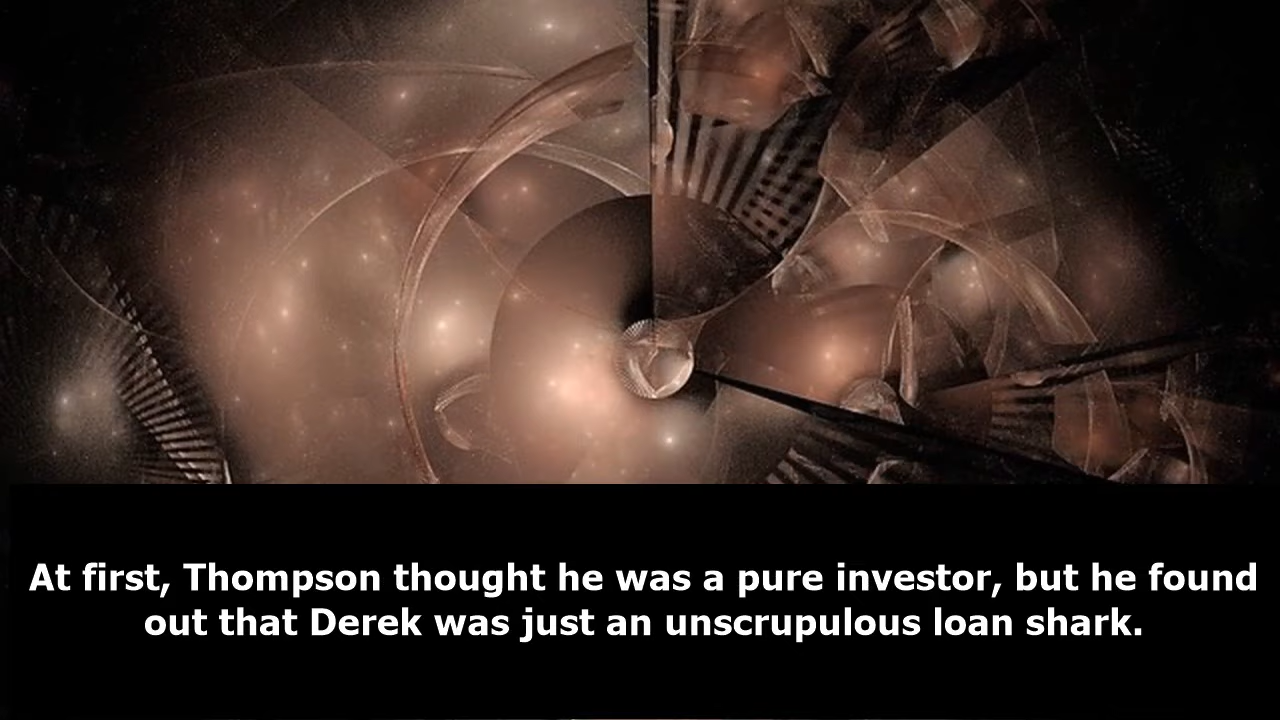 At first, Thompson thought he was a pure investor, but he found
out that Derek was just an unscrupulous loan shark.